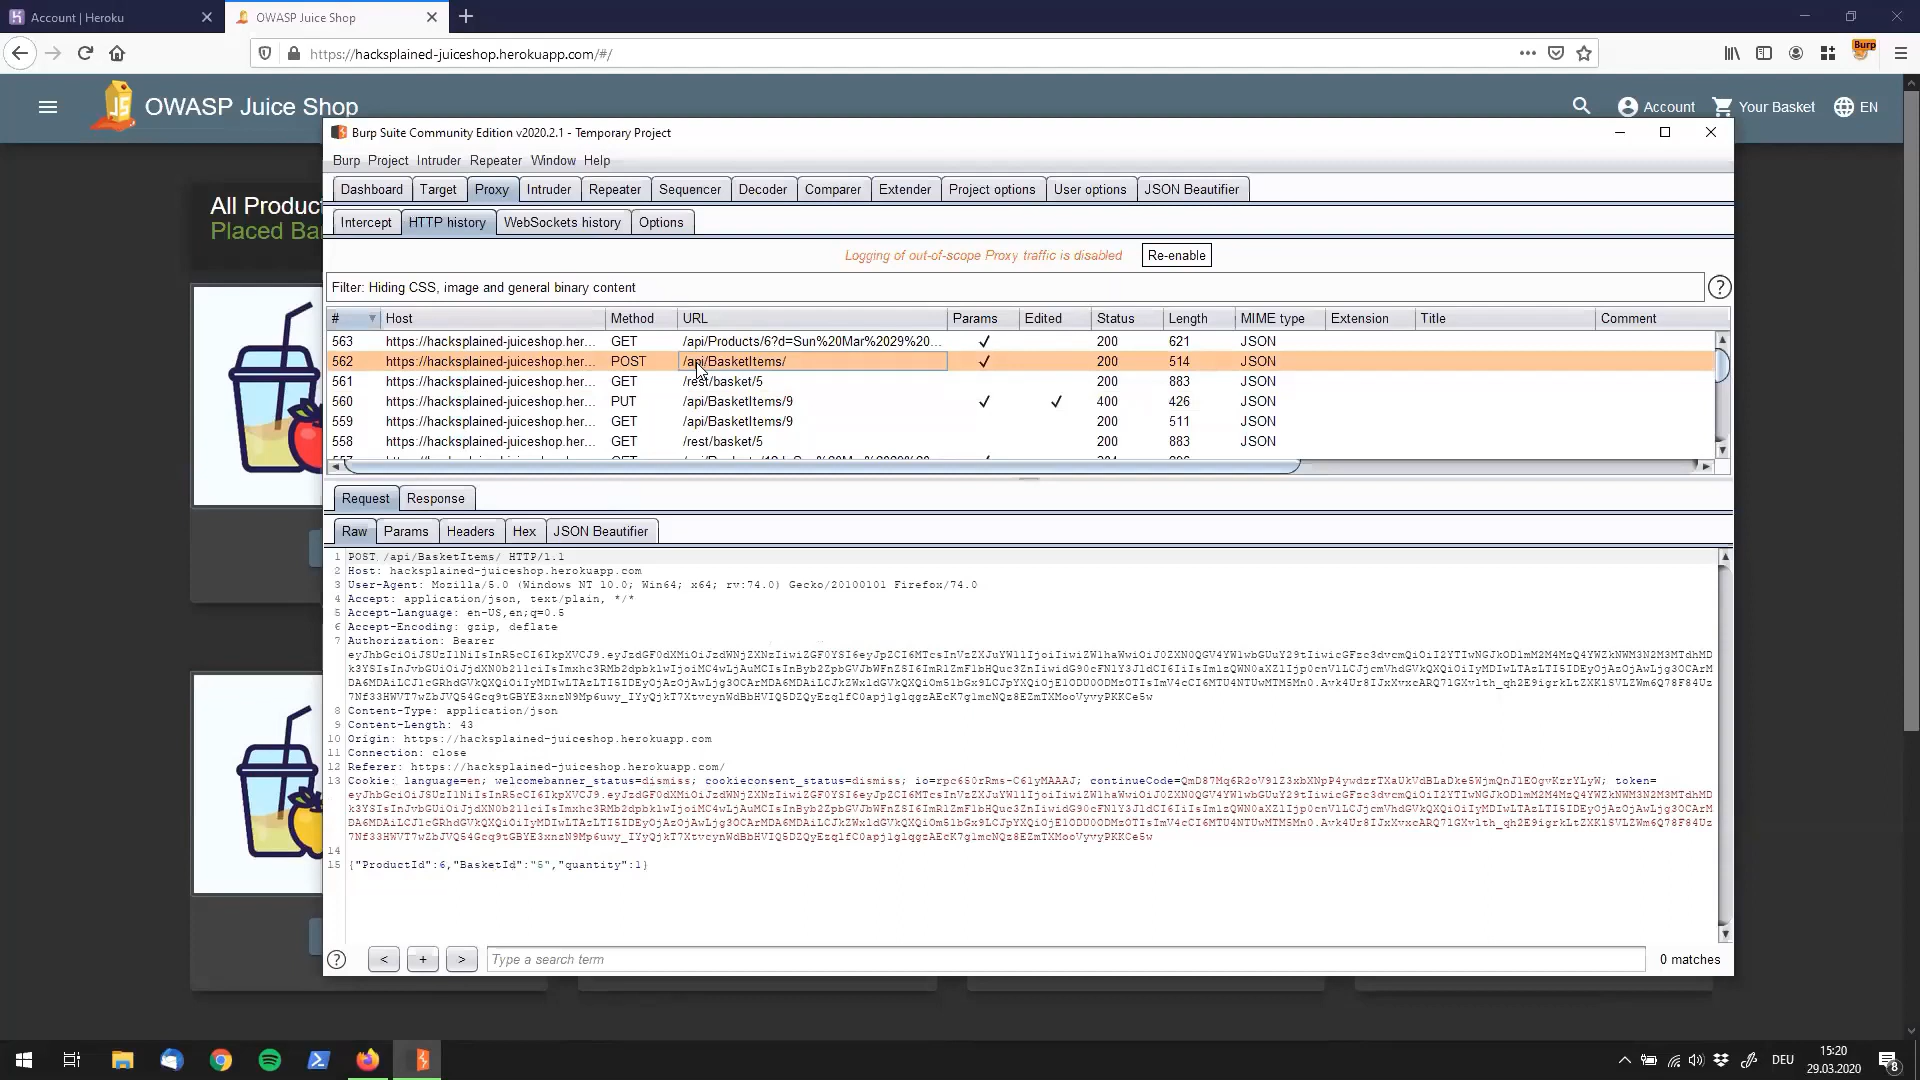 Account | Heroku
OWASP Juice Shop
https://hacksplained-juiceshop.herokuapp.com/#/
Burp
OWASP Juice Shop
Account
Your Basket
EN
All Produc
Placed Ba
Burp Suite Community Edition v2020.2.1 - Temporary Project
Burp Project Intruder Repeater Window Help
Dashboard Target Proxy Intruder Repeater Sequencer Decoder Comparer Extender Project options User options JSON Beautifier
Intercept HTTP history WebSockets history Options
Logging of out-of-scope Proxy traffic is disabled Re-enable
Filter: Hiding CSS, image and general binary content
# Host Method URL Params Edited Status Length MIME type Extension Title Comment
563 https://hacksplained-juiceshop.her... GET /api/Products/6?d=Sun%20Mar%2029%20... ✓ 200 621 JSON
562 https://hacksplained-juiceshop.her... POST /api/BasketItems/ ✓ 200 514 JSON
561 https://hacksplained-juiceshop.her... GET /rest/basket/5 200 883 JSON
560 https://hacksplained-juiceshop.her... PUT /api/BasketItems/9 ✓ ✓ 400 426 JSON
559 https://hacksplained-juiceshop.her... GET /api/BasketItems/9 200 511 JSON
558 https://hacksplained-juiceshop.her... GET /rest/basket/5 200 883 JSON
Request Response
Raw Params Headers Hex JSON Beautifier
1 POST /api/BasketItems/ HTTP/1.1
2 Host: hacksplained-juiceshop.herokuapp.com
3 User-Agent: Mozilla/5.0 (Windows NT 10.0; Win64; x64; rv:74.0) Gecko/20100101 Firefox/74.0
4 Accept: application/json, text/plain, */*
5 Accept-Language: en-US,en;q=0.5
6 Accept-Encoding: gzip, deflate
7 Authorization: Bearer
8 Content-Type: application/json
9 Content-Length: 43
10 Origin: https://hacksplained-juiceshop.herokuapp.com
11 Connection: close
12 Referer: https://hacksplained-juiceshop.herokuapp.com/
13 Cookie: language=en; welcomebanner_status=dismiss; cookieconsent_status=dismiss; token=
14
15 {"ProductId":6,"BasketId":"5","quantity":1}
< + > Type a search term 0 matches
DEU
15:20
29.03.2020
8